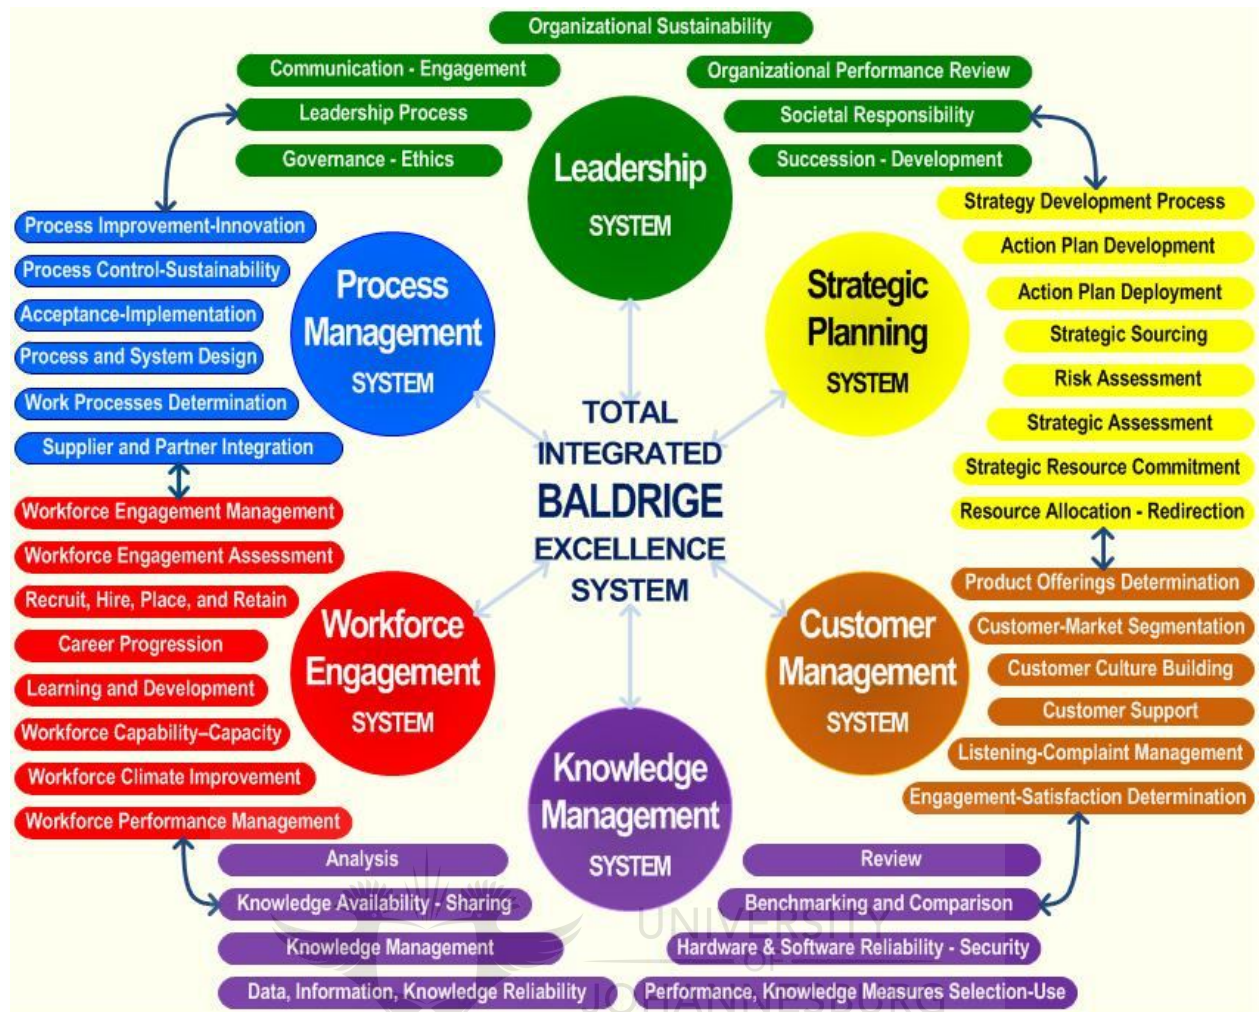 Organizational Sustainability
Communication - Engagement
Organizational Performance Review
Leadership Process
Societal Responsibility
Governance - Ethics
Succession - Development
Leadership
SYSTEM
Process Improvement-Innovation
Process Control-Sustainability
Acceptance-Implementation
Process and System Design
Work Processes Determination
Supplier and Partner Integration
Process
Management
SYSTEM
Strategic
Planning
SYSTEM
Strategy Development Process
Action Plan Development
Action Plan Deployment
Strategic Sourcing
Risk Assessment
Strategic Assessment
Strategic Resource Commitment
Resource Allocation - Redirection
TOTAL
INTEGRATED
BALDRIGE
EXCELLENCE
SYSTEM
Workforce Engagement Management
Workforce Engagement Assessment
Recruit, Hire, Place, and Retain
Career Progression
Learning and Development
Workforce Capability–Capacity
Workforce Climate Improvement
Workforce Performance Management
Workforce
Engagement
SYSTEM
Customer
Management
SYSTEM
Product Offerings Determination
Customer-Market Segmentation
Customer Culture Building
Customer Support
Listening-Complaint Management
Engagement-Satisfaction Determination
Knowledge
Management
SYSTEM
Analysis
Review
Knowledge Availability - Sharing
Benchmarking and Comparison
Knowledge Management
Hardware & Software Reliability - Security
Data, Information, Knowledge Reliability
Performance, Knowledge Measures Selection-Use
UNIVERSITY
OF
JOHANNESBURG